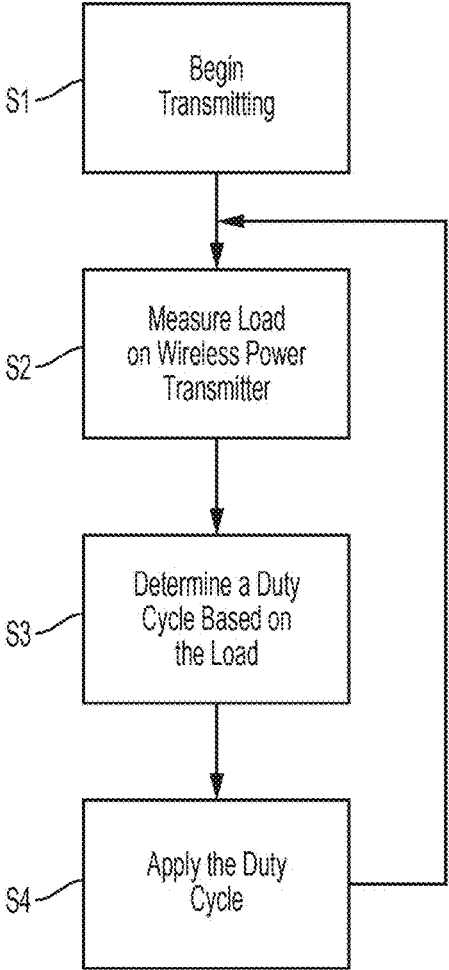 Begin
Transmitting
S1
Measure Load
on Wireless Power
Transmitter
S2
Determine a Duty
Cycle Based on
the Load
S3
Apply the Duty
Cycle
S4